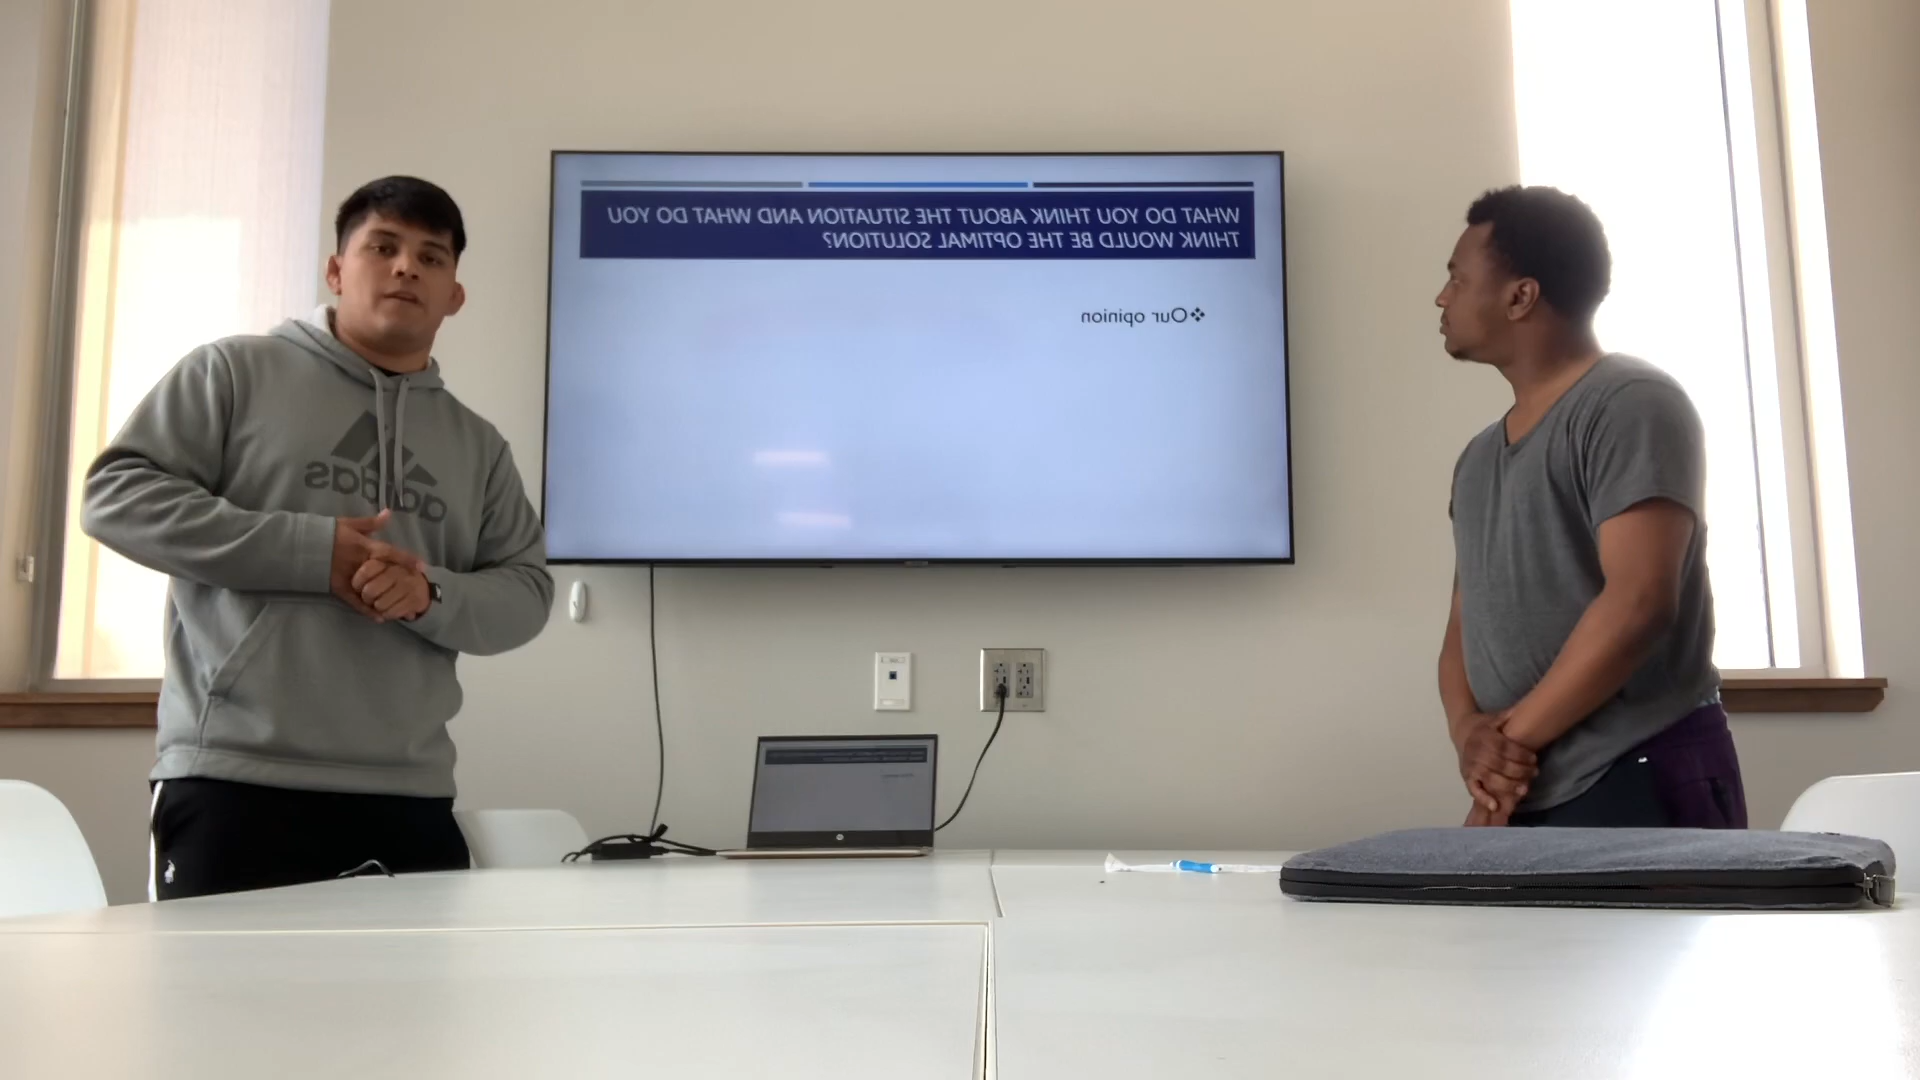 WHAT DO YOU THINK ABOUT THE SITUATION AND WHAT DO YOU
THINK WOULD BE THE OPTIMAL SOLUTION?
❖Our opinion
adidas